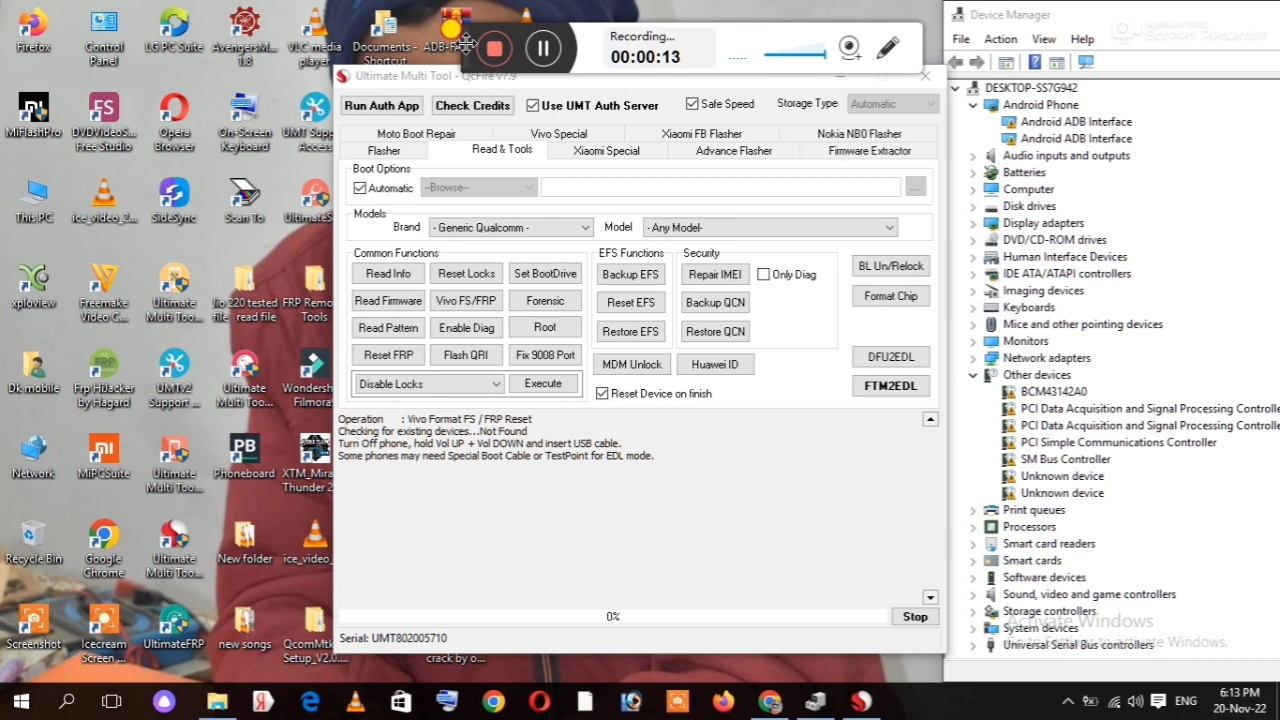 Firefox
Control
Panel
LG PC Suite
AvengersMi...
1.8
VLC media
player
Documents -
Shortcut
Recording...
00:00:13
Ultimate Multi Tool - QcFire v7.9
Run Auth App
Check Credits
Use UMT Auth Server
Safe Speed
Storage Type
Automatic
Moto Boot Repair
Vivo Special
Xiaomi FB Flasher
Nokia NB0 Flasher
Flasher
Read & Tools
Xiaomi Special
Advance Flasher
Firmware Extractor
Boot Options
Automatic
--Browse--
...
Models
Brand
- Generic Qualcomm -
Model
-Any Model-
Common Functions
Read Info
Reset Locks
Read Firmware
Read Pattern
Enable Diag
Root
Reset FRP
Flash QRI
Fix 9008 Port
Disable Locks
Execute
EFS Functions
Backup EFS
Reset EFS
Restore EFS
MDM Unlock
Security
Repair IMEI
Only Diag
Backup QCN
Restore QCN
Huawei ID
Reset Device on finish
BL Un/Relock
Format Chip
DFU2EDL
FTM2EDL
Operation : Vivo Format FS / FRP Reset
Checking for existing devices...Not Found
Turn Off phone, hold Vol UP + Vol DOWN and insert USB cable.
Some phones may need Special Boot Cable or TestPoint for EDL mode.
0%
Stop
Serial: UMT802005710
MiFlashPro
DVDVideoS...
Free Studio
Opera
Browser
On-Screen
Keyboard
UMT Supp
Access
This PC
ice_video_2...
SideSync
Scan To
UltimateS
xploview
Freemake
Video C...
Ultimate
Multi Too...
Jio 220 tested
file read file
FRP Remo
Tools
Dk mobile
Frp HiJacker
by Hagard ...
UMTv2
Ultimate
Multi Too...
Wondersh
Filmora
Network
MiPCSuite
Ultimate
Multi Too...
Phoneboard
XTM_Mira
Thunder 2
Recycle Bin
Google
Chrome
Ultimate
Multi Too...
New folder
ice_video_
Screenshot
Icecream
Screen ,...
UltimateFRP
new songs
QcomMtk
Setup_V2.0....
crack by o...
Device Manager
File Action View Help
DESKTOP-SS7G942
Android Phone
Android ADB Interface
Android ADB Interface
Audio inputs and outputs
Batteries
Computer
Disk drives
Display adapters
DVD/CD-ROM drives
Human Interface Devices
IDE ATA/ATAPI controllers
Imaging devices
Keyboards
Mice and other pointing devices
Monitors
Network adapters
Other devices
BCM43142A0
PCI Data Acquisition and Signal Processing Controlle
PCI Data Acquisition and Signal Processing Controlle
PCI Simple Communications Controller
SM Bus Controller
Unknown device
Unknown device
Print queues
Processors
Smart card readers
Smart cards
Software devices
Sound, video and game controllers
Storage controllers
System devices
Universal Serial Bus controllers
Activate Windows
Go to Settings to activate Windows.
ENG
6:13 PM
20-Nov-22